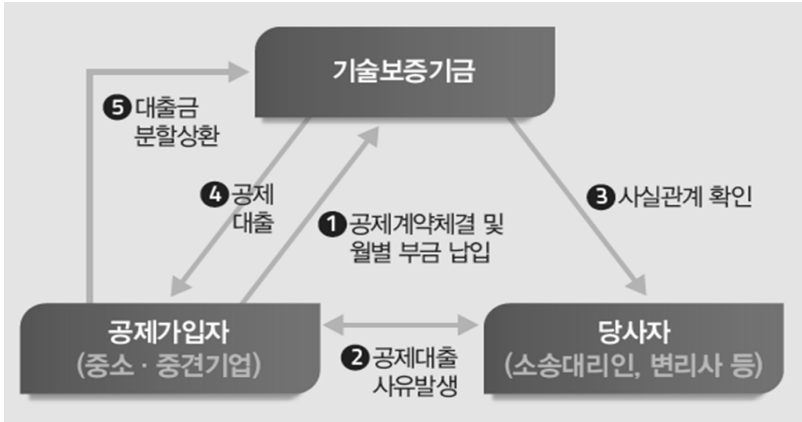 기술보증기금
❺ 대출금
분할상환
❹ 공제
대출
❶ 공제계약체결 및
월별 부금 납입
❸ 사실관계 확인
공제가입자
(중소 · 중견기업)
❷ 공제대출
사유발생
당사자
(소송대리인, 변리사 등)